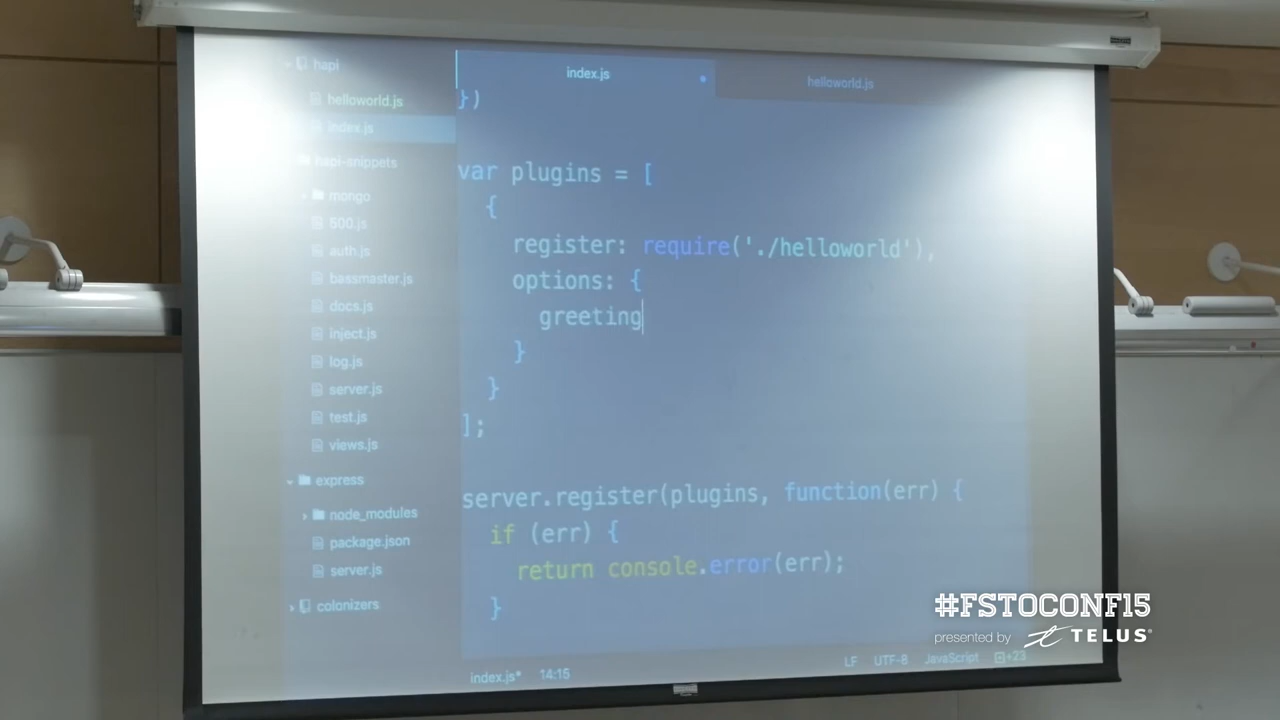 hapi
helloworld.js
index.js
hapi-snippets
mongo
500.js
auth.js
bassmaster.js
docs.js
inject.js
log.js
server.js
test.js
views.js
express
node_modules
package.json
server.js
colonizers
index.js
helloworld.js
})
var plugins = [
{
register: require('./helloworld'),
options: {
greeting
}
}
];
server.register(plugins, function(err) {
if (err) {
return console.error(err);
}
index.js* 14:15
LF UTF-8 JavaScript +23
#FSTOCONF15
presented by TELUS